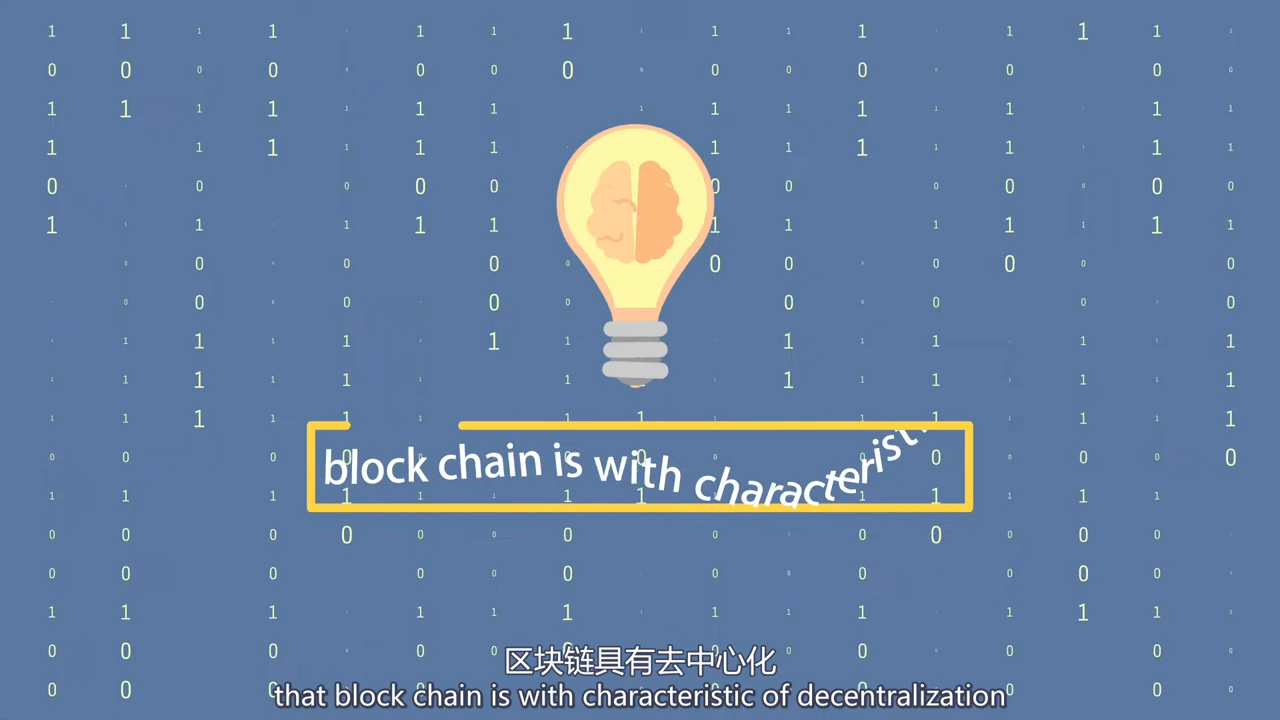 block chain is with characterist
区块链具有去中心化
that block chain is with characteristic of decentralization